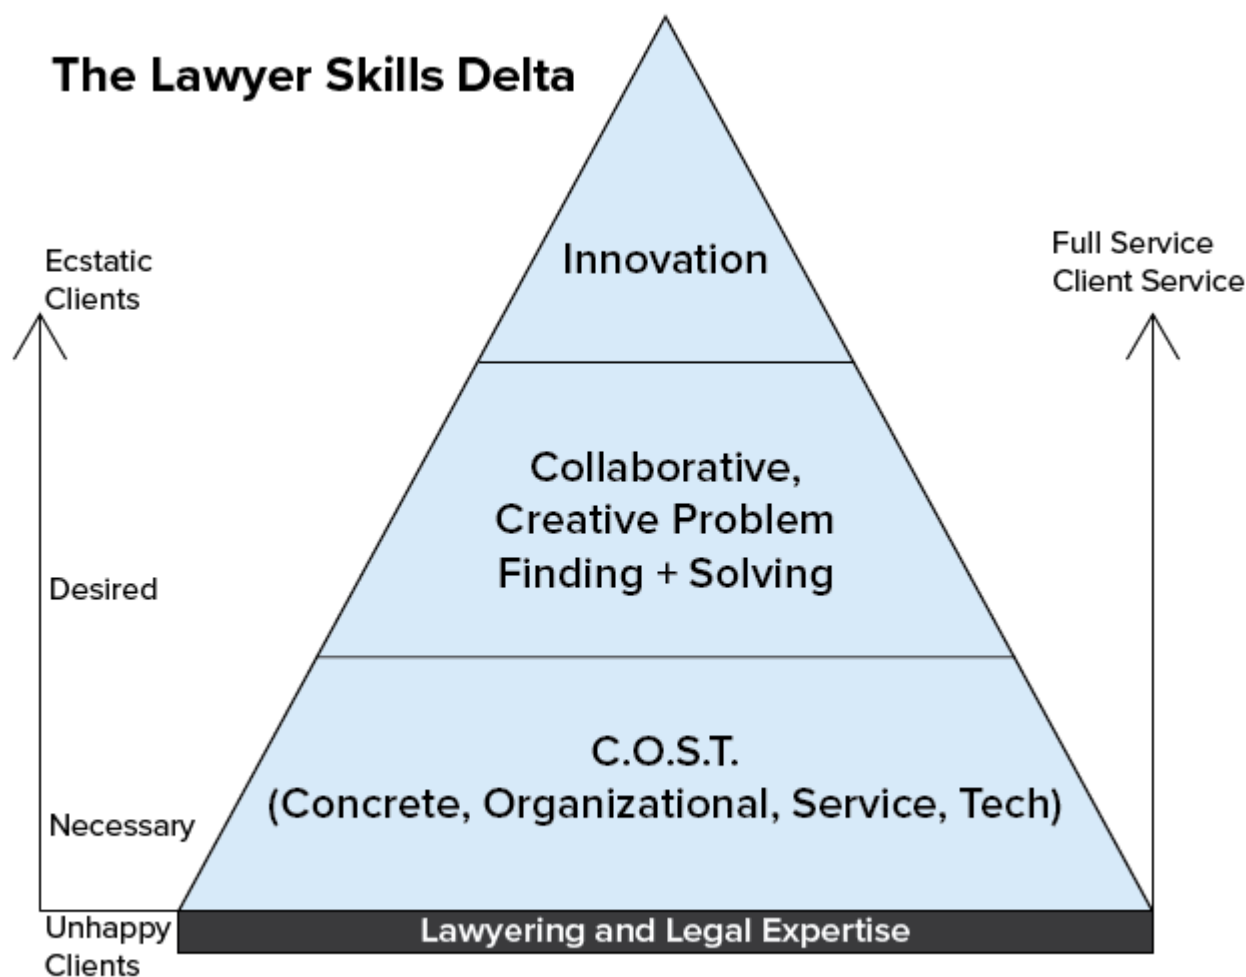 The Lawyer Skills Delta
Full Service
Client Service
Ecstatic
Clients
Innovation
Collaborative,
Creative Problem
Finding + Solving
Desired
C.O.S.T.
(Concrete, Organizational, Service, Tech)
Necessary
Unhappy
Clients
Lawyering and Legal Expertise